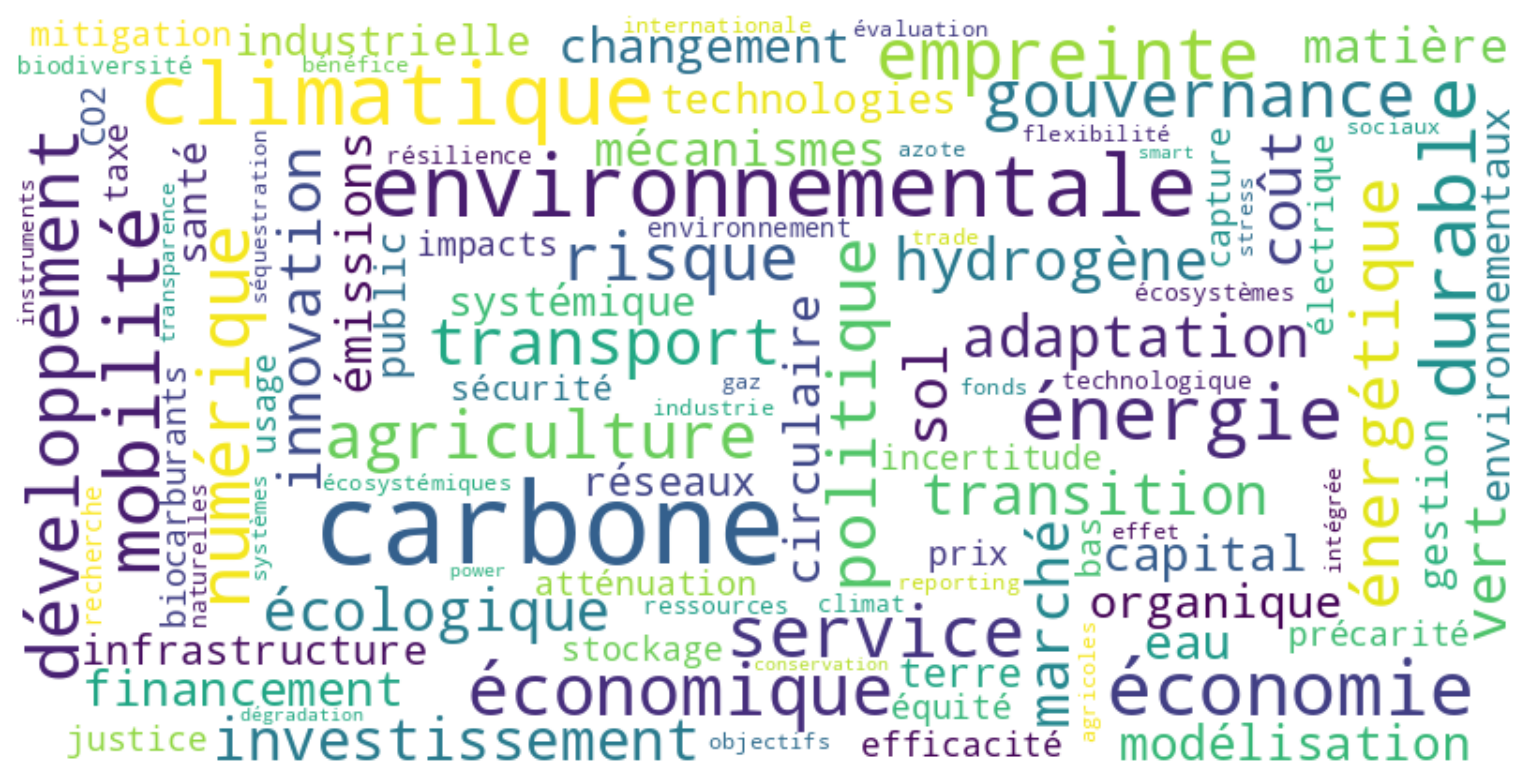 internationale
évaluation
mitigation
industrielle
changement
empreinte
matière
biodiversité
bénéfice
climatique
technologies
gouvernance
CO2
taxe
santé
séquestration
résilience
mécanismes
azote
flexibilité
smart
capture
sociaux
environnementale
coût
électrique
durable
environnementaux
développement
instruments
mobilité
transparence
numérique
innovation
émissions
public
impacts
environnement
risque
trade
hydrogène
stress
écosystèmes
systémique
transport
circulaire
politique
adaptation
sol
énergétique
sécurité
gaz
fonds
technologique
industrie
énergie
usage
biocarburants
agriculture
incertitude
écosystémiques
réseaux
transition
gestion
vert
recherche
naturelles
systèmes
carbone
prix
marché
bas
effet
capital
intégrée
power
atténuation
reporting
écologique
ressources
climat
organique
service
infrastructure
stockage
conservation
terre
agricoles
eau
précarité
financement
économique
équité
économie
dégradation
justice
investissement
objectifs
efficacité
modélisation